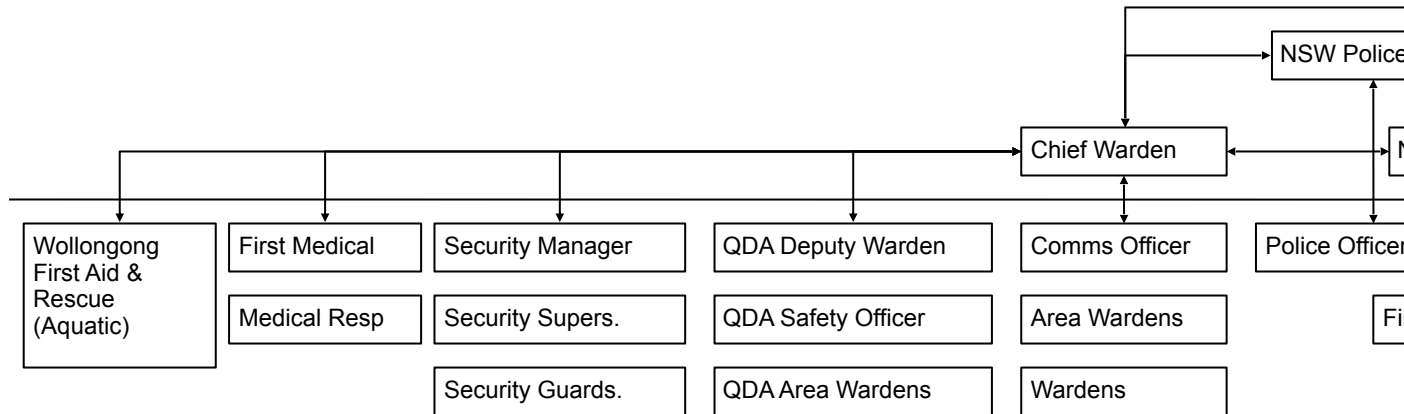 NSW Police
Chief Warden
Wollongong
First Aid &
Rescue
(Aquatic)
First Medical
Security Manager
QDA Deputy Warden
Comms Officer
Police Officer
Medical Resp
Security Supers.
QDA Safety Officer
Area Wardens
Security Guards.
QDA Area Wardens
Wardens